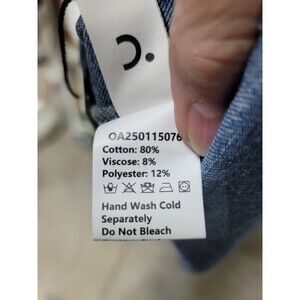 OA250115076
Cotton: 80%
Viscose: 8%
Polyester: 12%
Hand Wash Cold
Separately
Do Not Bleach